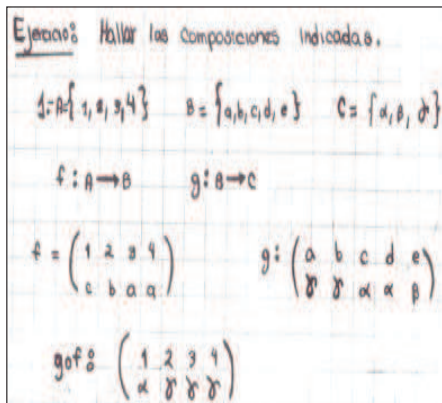 Ejercicio: Hallar las composiciones indicadas.
1.- A={1,2,3,4} B={a,b,c,d,e} C={α,β,γ}
f: A→B g: B→C
f = (1 2 3 4 g: (a b c d e
c b a a) γ γ α α β)
gof: (1 2 3 4
α γ γ γ)